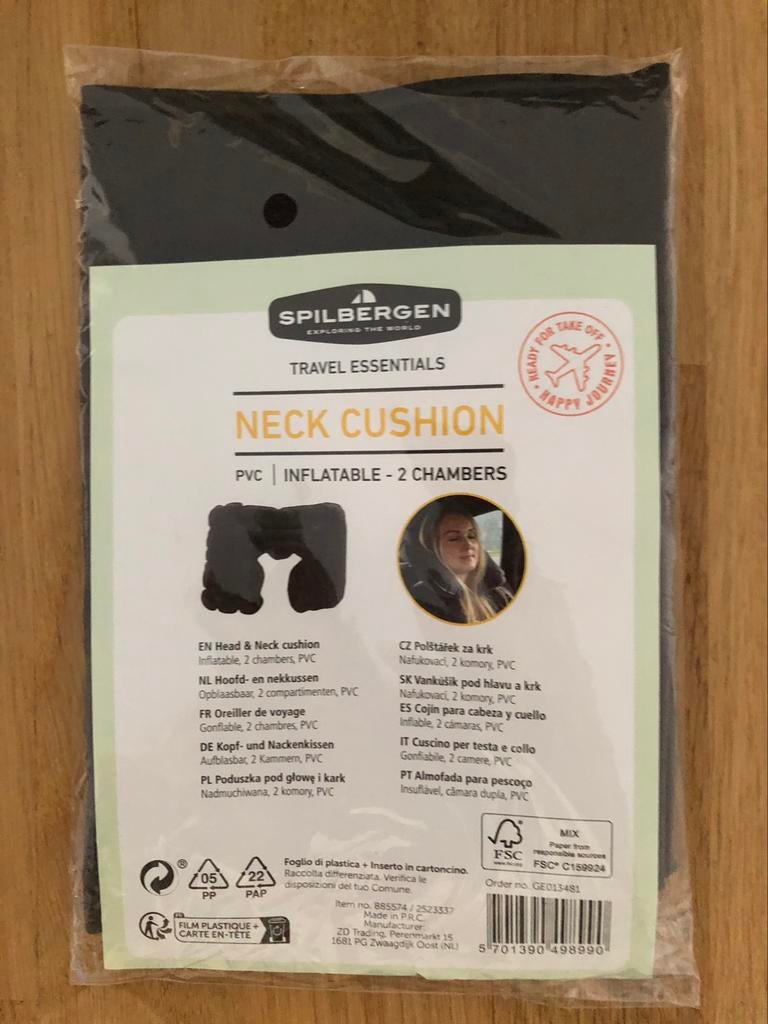 SPILBERGEN
EXPLORING THE WORLD
READY FOR TAKE OFF •
HAPPY JOURNEY •
TRAVEL ESSENTIALS
NECK CUSHION
PVC | INFLATABLE - 2 CHAMBERS
EN Head & Neck cushion
Inflatable, 2 chambers, PVC
NL Hoofd- en nekkussen
Opblaasbaar, 2 compartimenten, PVC
FR Oreiller de voyage
Gonflable, 2 chambres, PVC
DE Kopf- und Nackenkissen
Aufblasbar, 2 Kammern, PVC
PL Poduszka pod głowę i kark
Nadmuchiwana, 2 komory, PVC
CZ Polštářek za krk
Nafukovací, 2 komory, PVC
SK Vankúšik pod hlavu a krk
Nafukovací, 2 komory, PVC
ES Cojín para cabeza y cuello
Inflable, 2 cámaras, PVC
IT Cuscino per testa e collo
Gonfiabile, 2 camere, PVC
PT Almofada para pescoço
Insuflável, câmara dupla, PVC
®
05
PP
22
PAP
Foglio di plastica + Inserto in cartoncino.
Raccolta differenziata. Verifica le
disposizioni del tuo Comune.
FR
FILM PLASTIQUE +
CARTE EN-TÊTE
Item no. 885574 / 2523337
Made in P.R.C.
Manufacturer:
ZD Trading, Perenmarkt 15
1681 PG Zwaagdijk Oost (NL)
FSC
www.fsc.org
MIX
Paper from
responsible sources
FSC® C159924
Order no. GE013481
5 701390 498990